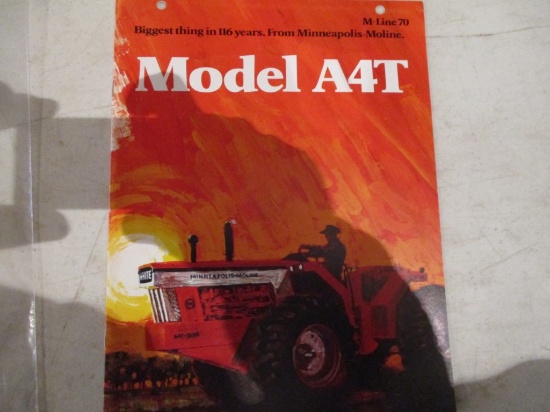 M-Line 70
Biggest thing in 116 years. From Minneapolis-Moline.
Model A4T
WHITE
MINNEAPOLIS-MOLINE